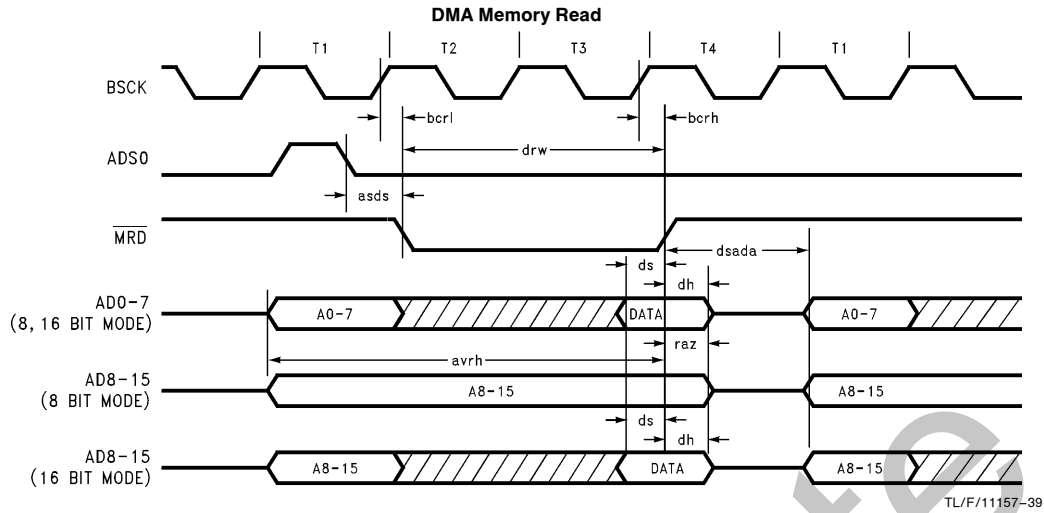 DMA Memory Read
T1 T2 T3 T4 T1
BSCK
bcrl bcrh
drw
ADS0
asds
MRD
dsada
ds
dh
AD0-7
(8, 16 BIT MODE)
A0-7 DATA A0-7
raz
avrh
AD8-15
(8 BIT MODE)
A8-15 A8-15
ds
dh
AD8-15
(16 BIT MODE)
A8-15 DATA A8-15
TL/F/11157-39